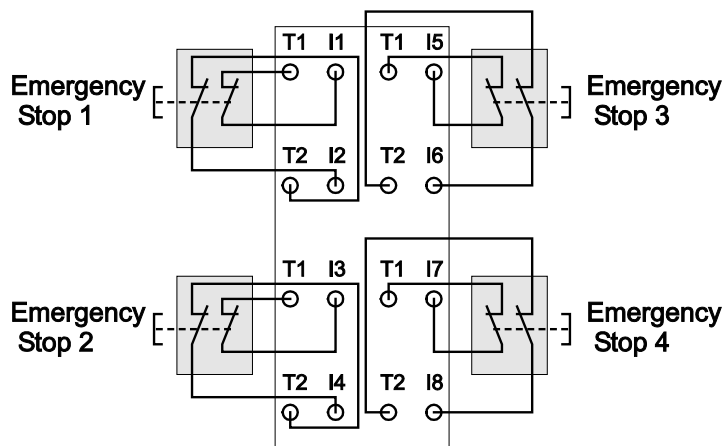 T1 I1 T1 I5
Emergency
Stop 1
Emergency
Stop 3
T2 I2 T2 I6
T1 I3 T1 I7
Emergency
Stop 2
Emergency
Stop 4
T2 I4 T2 I8